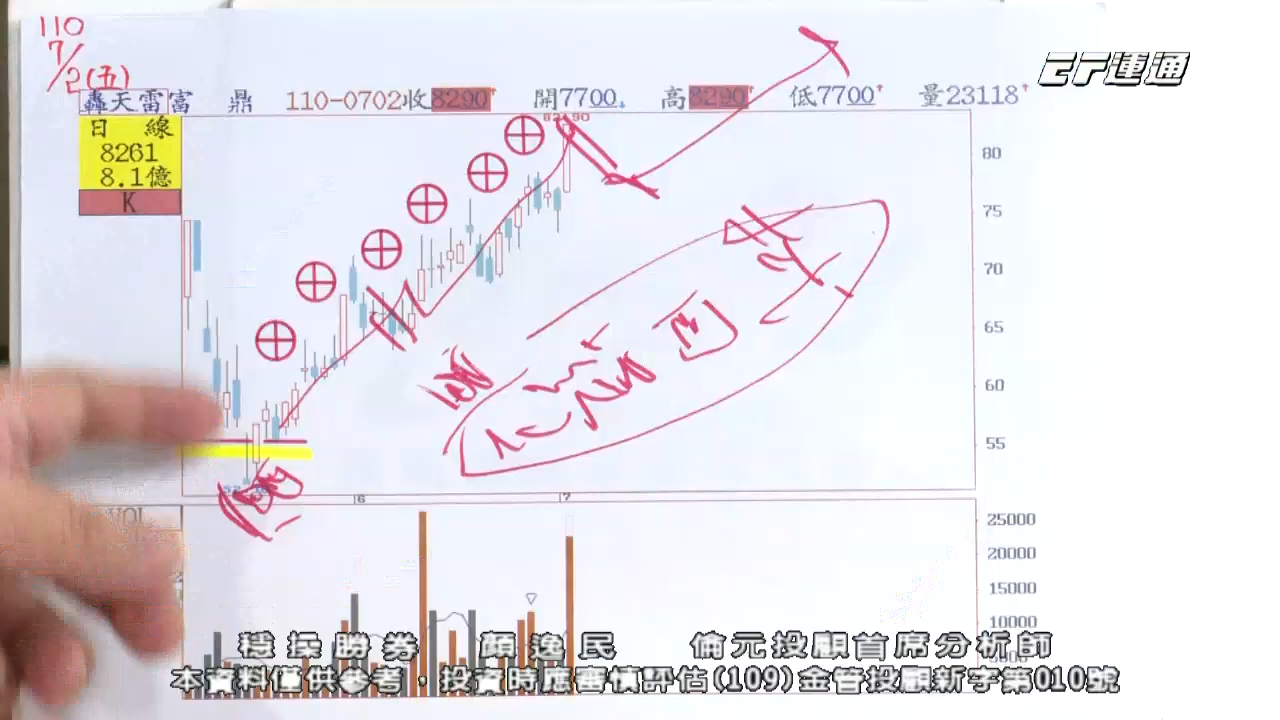 110
7/2(五)
운通
轟天雷富 鼎 110-0702收8290 開7700 高8290 低7700 量23118
日 線
8261
8.1億
K
82.90
80
75
70
65
60
55
6 7
VOL
25000
20000
15000
10000
5000
穩操勝券 顏逸民 倫元投顧首席分析師
本資料僅供參考，投資時應審慎評估(109)金管投顧新字第010號